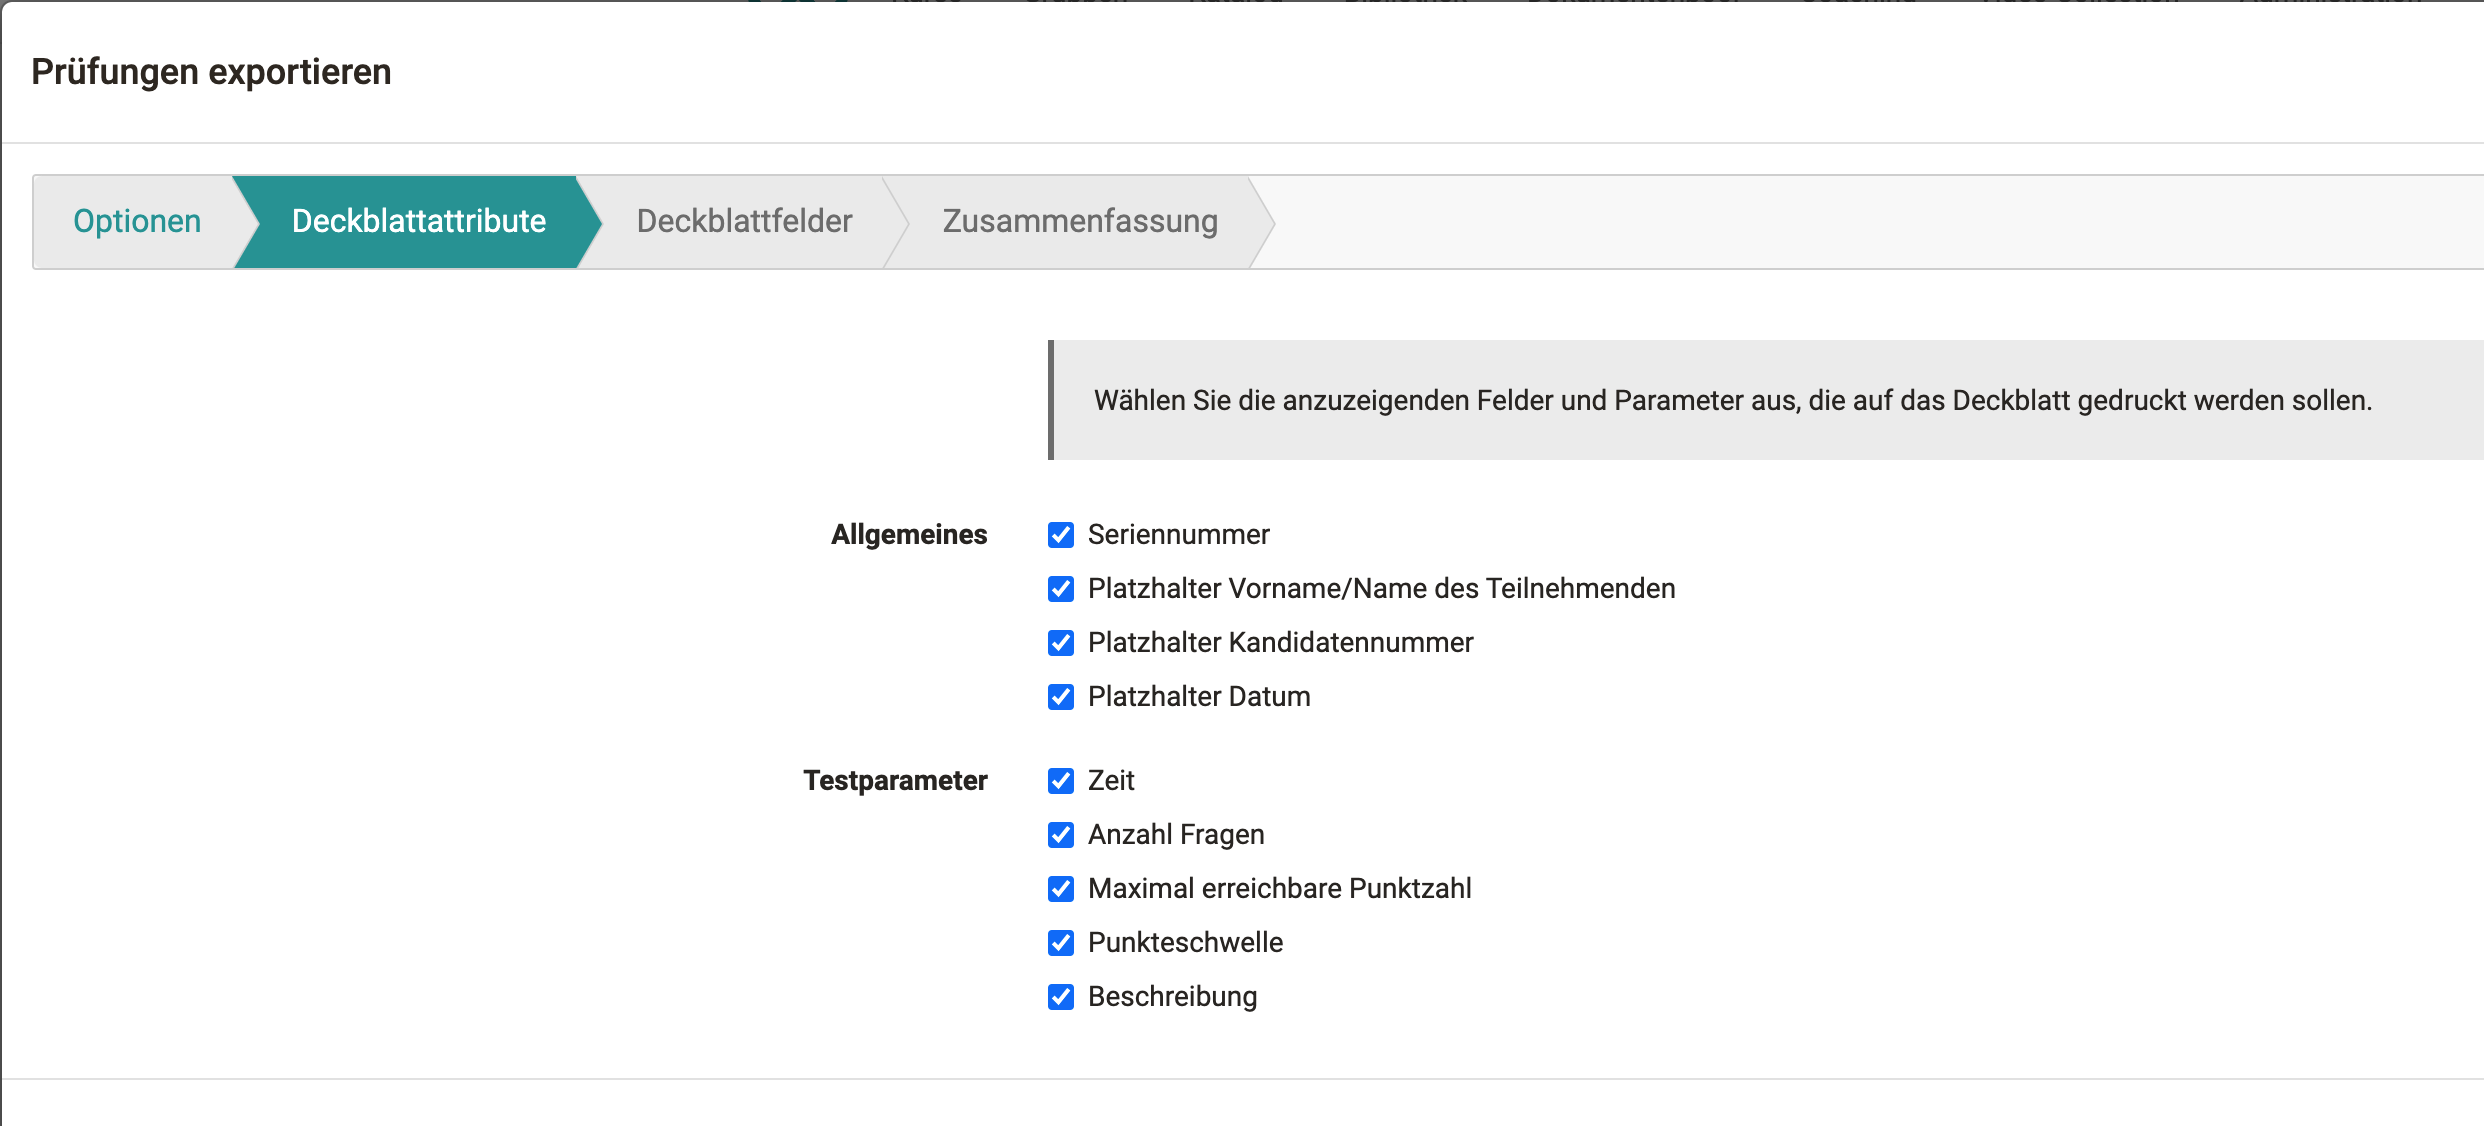 Prüfungen exportieren
Optionen
Deckblattattribute
Deckblattfelder
Zusammenfassung
Wählen Sie die anzuzeigenden Felder und Parameter aus, die auf das Deckblatt gedruckt werden sollen.
Allgemeines
Seriennummer
Platzhalter Vorname/Name des Teilnehmenden
Platzhalter Kandidatennummer
Platzhalter Datum
Testparameter
Zeit
Anzahl Fragen
Maximal erreichbare Punktzahl
Punkteschwelle
Beschreibung